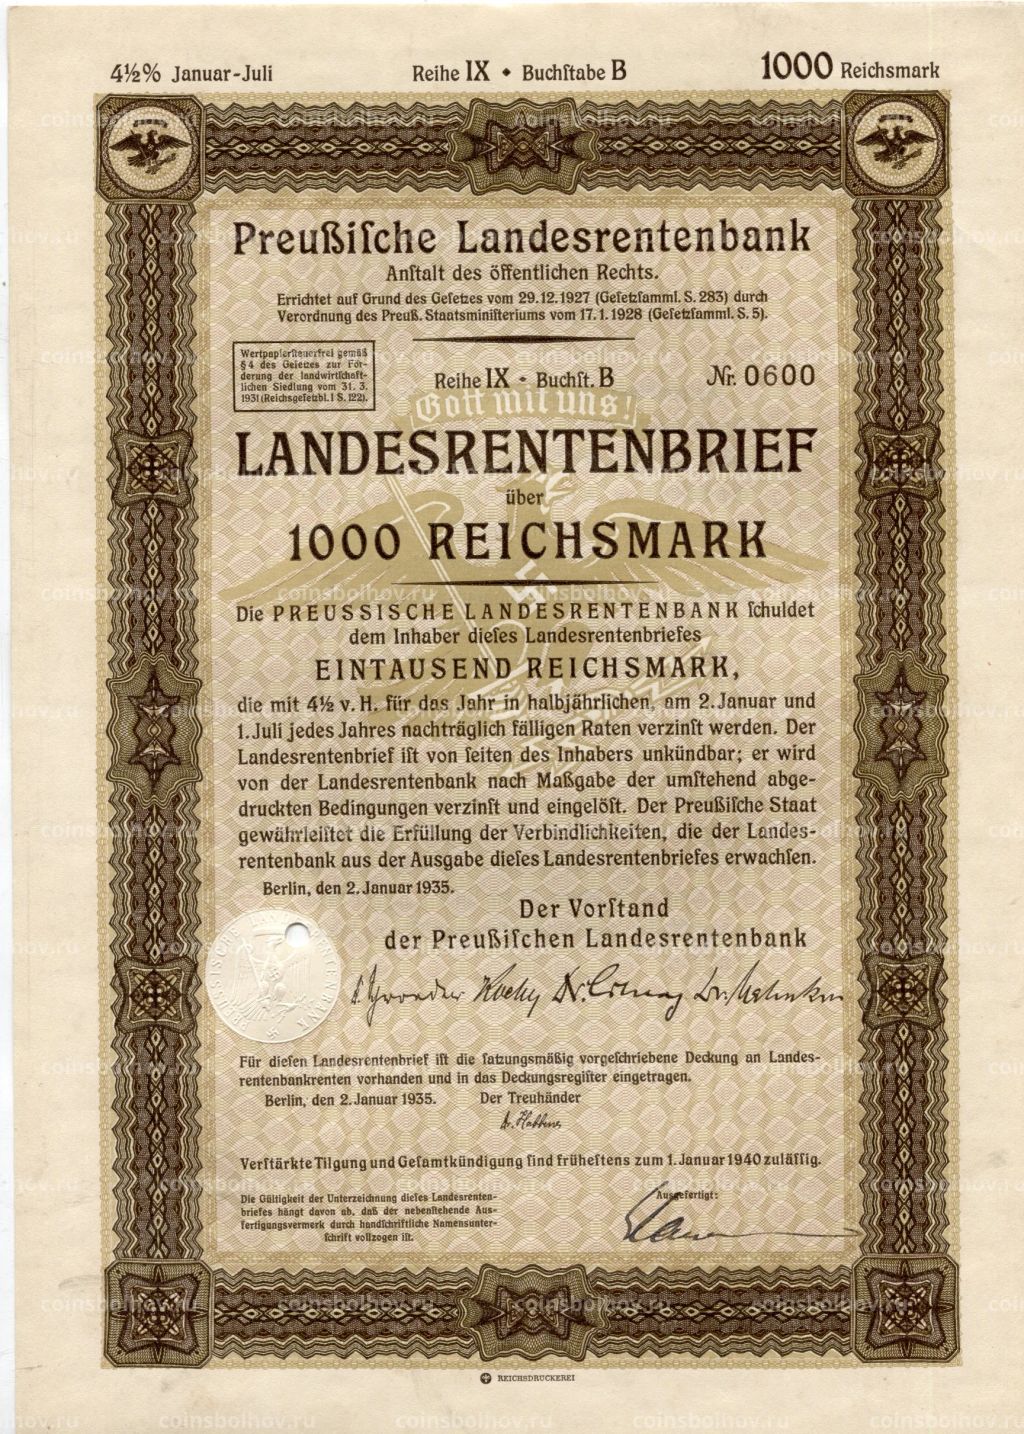 4½% Januar-Juli Reihe IX • Buchſtabe B 1000 Reichsmark
Preußiſche Landesrentenbank
Anſtalt des öffentlichen Rechts.
Errichtet auf Grund des Geſetzes vom 29.12.1927 (Geſetzſamml. S. 283) durch
Verordnung des Preuß. Staatsminiſteriums vom 17.1.1928 (Geſetzſamml. S. 5).
Wertpapierſteuerfrei gemäß
§ 4 des Geſetzes zur För-
derung der landwirtſchaft-
lichen Siedlung vom 31. 3.
1931 (Reichsgeſetzbl. I S. 122).
Reihe IX • Buchſt. B Nr. 0600
Gott mit uns!
LANDESRENTENBRIEF
über
1000 REICHSMARK
Die PREUSSISCHE LANDESRENTENBANK ſchuldet
dem Inhaber dieſes Landesrentenbriefes
EINTAUSEND REICHSMARK,
die mit 4½ v. H. für das Jahr in halbjährlichen, am 2. Januar und
1. Juli jedes Jahres nachträglich fälligen Raten verzinſt werden. Der
Landesrentenbrief iſt von ſeiten des Inhabers unkündbar; er wird
von der Landesrentenbank nach Maßgabe der umſtehend abge-
druckten Bedingungen verzinſt und eingelöſt. Der Preußiſche Staat
gewährleiſtet die Erfüllung der Verbindlichkeiten, die der Landes-
rentenbank aus der Ausgabe dieſes Landesrentenbriefes erwachſen.
Berlin, den 2. Januar 1935.
Der Vorſtand
der Preußiſchen Landesrentenbank
PREUSSISCHE LANDESRENTENBANK
Für dieſen Landesrentenbrief iſt die ſatzungsmäßig vorgeſchriebene Deckung an Landes-
rentenbankrenten vorhanden und in das Deckungsregiſter eingetragen.
Berlin, den 2. Januar 1935. Der Treuhänder
Verſtärkte Tilgung und Geſamtkündigung ſind früheſtens zum 1. Januar 1940 zuläſſig.
Die Gültigkeit der Unterzeichnung dieſes Landesrenten-
briefes hängt davon ab, daß der nebenſtehende Aus-
fertigungsvermerk durch handſchriftliche Namensunter-
ſchrift vollzogen iſt.
Ausgefertigt:
REICHSDRUCKEREI
coinsbolhov.ru